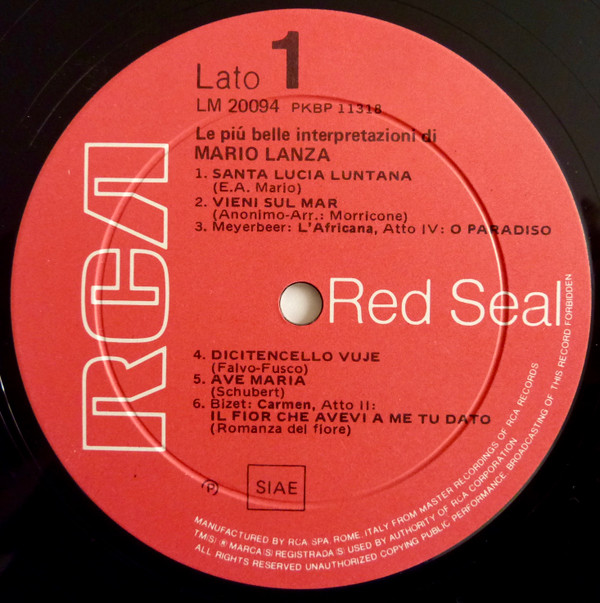 Lato 1
LM 20094 PKBP 11318
Le piú belle interpretazioni di
MARIO LANZA
1. SANTA LUCIA LUNTANA
(E.A. Mario)
2. VIENI SUL MAR
(Anonimo-Arr.: Morricone)
3. Meyerbeer: L'Africana, Atto IV: O PARADISO
RCA
Red Seal
4. DICITENCELLO VUJE
(Falvo-Fusco)
5. AVE MARIA
(Schubert)
6. Bizet: Carmen, Atto II:
IL FIOR CHE AVEVI A ME TU DATO
(Romanza del fiore)
℗ SIAE
MANUFACTURED BY RCA, SPA, ROME, ITALY, FROM MASTER RECORDINGS OF RCA RECORDS
TM(S) ® MARCA(S) REGISTRADA(S) USED BY AUTHORITY OF RCA CORPORATION
ALL RIGHTS RESERVED UNAUTHORIZED COPYING PUBLIC PERFORMANCE BROADCASTING OF THIS RECORD FORBIDDEN